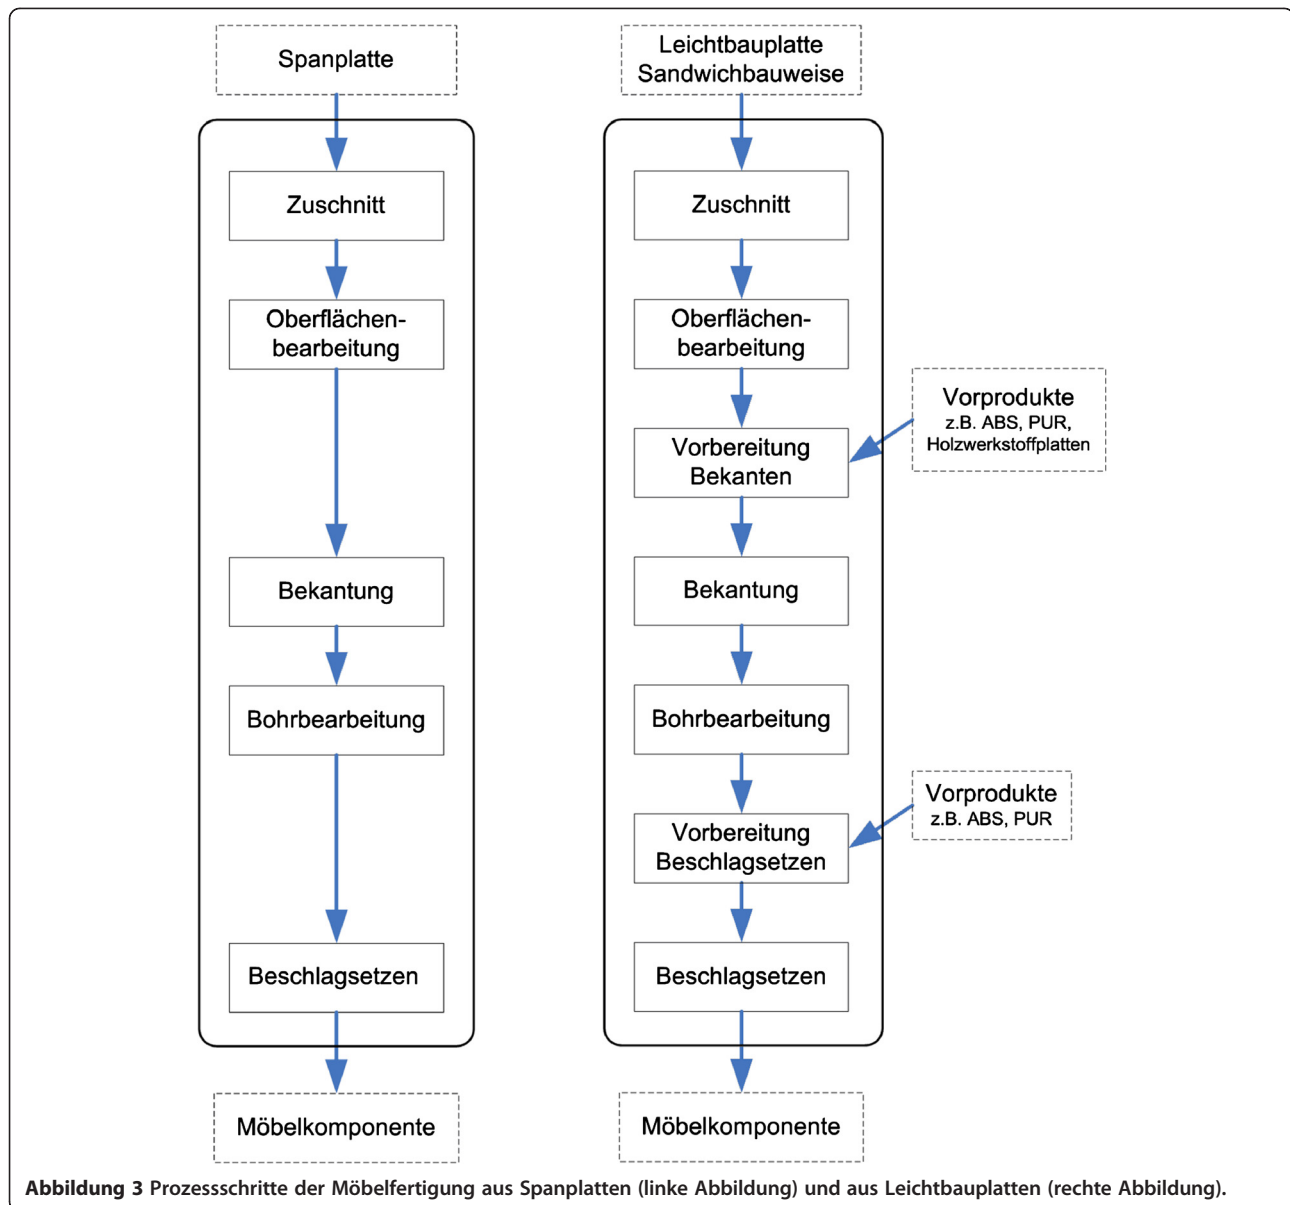 Spanplatte
Zuschnitt
Oberflächen-
bearbeitung
Bekantung
Bohrbearbeitung
Beschlagsetzen
Möbelkomponente
Leichtbauplatte
Sandwichbauweise
Zuschnitt
Oberflächen-
bearbeitung
Vorbereitung
Bekanten
Bekantung
Bohrbearbeitung
Vorbereitung
Beschlagsetzen
Beschlagsetzen
Möbelkomponente
Vorprodukte
z.B. ABS, PUR,
Holzwerkstoffplatten
Vorprodukte
z.B. ABS, PUR
Abbildung 3 Prozessschritte der Möbelfertigung aus Spanplatten (linke Abbildung) und aus Leichtbauplatten (rechte Abbildung).